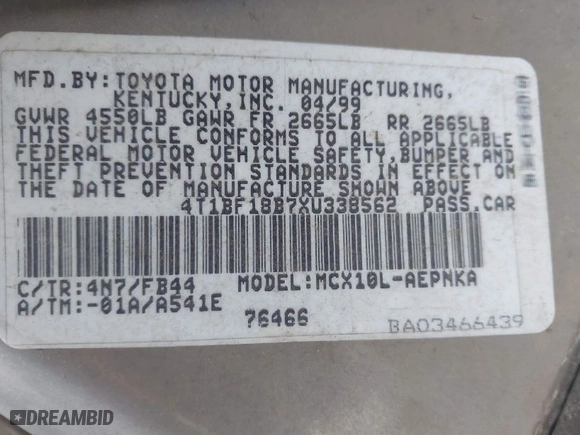 MFD.BY:TOYOTA MOTOR MANUFACTURING,
KENTUCKY,INC. 04/99
GVWR 4550LB GAWR FR 2665LB RR 2665LB
THIS VEHICLE CONFORMS TO ALL APPLICABLE
FEDERAL MOTOR VEHICLE SAFETY,BUMPER AND
THEFT PREVENTION STANDARDS IN EFFECT ON
THE DATE OF MANUFACTURE SHOWN ABOVE
4T1BF18B7XU338562 PASS.CAR
C/TR:4N7/FB44 MODEL:MCX10L-AEPNKA
A/TM:-01A/A541E
76466
BA03466439
DREAMBID